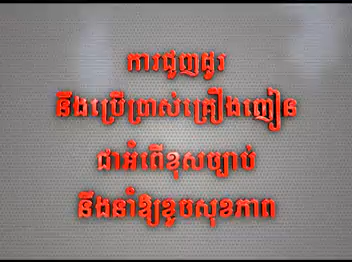 ការជួញដូរ
នឹងប្រើប្រាស់គ្រឿងញៀន
ជាអំពើខុសច្បាប់
នឹងនាំឱ្យខូចសុខភាព